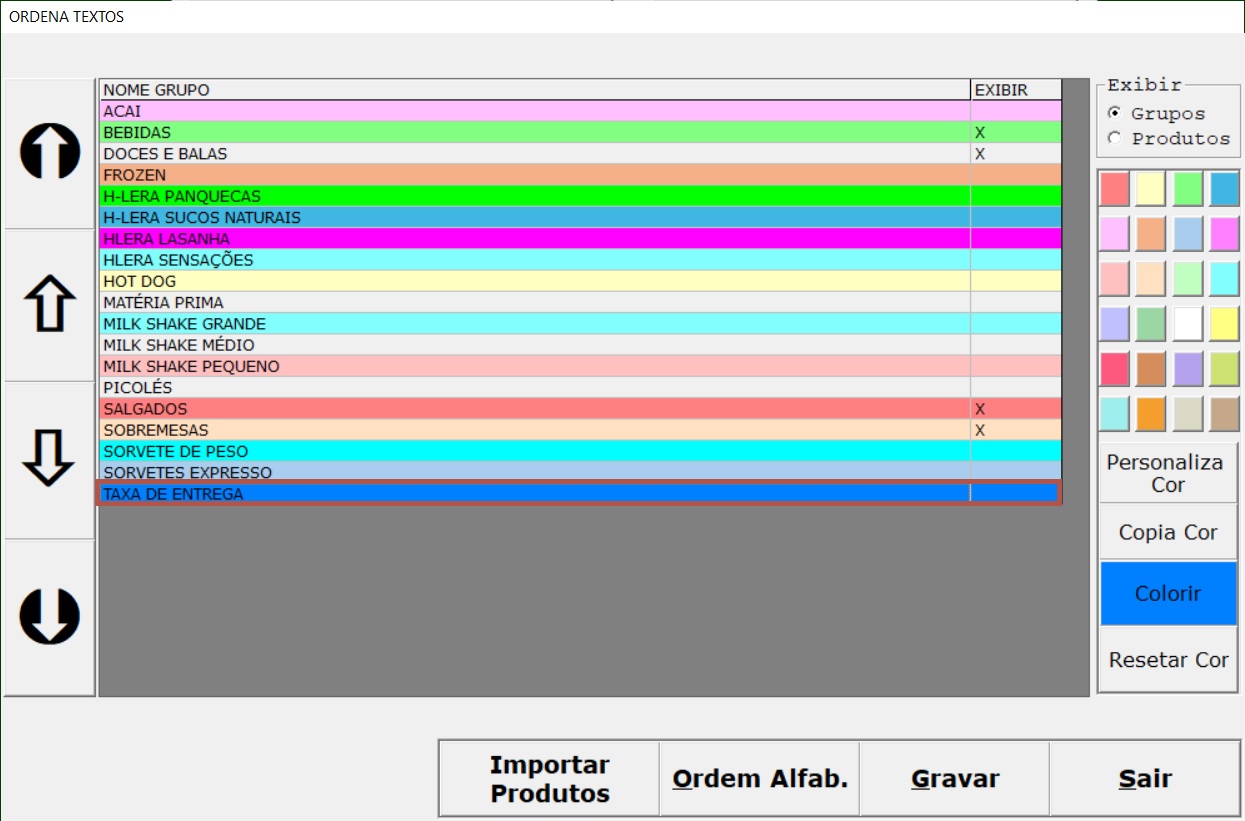 ORDENA TEXTOS
NOME GRUPO EXIBIR
ACAI
BEBIDAS X
DOCES E BALAS X
FROZEN
H-LERA PANQUECAS
H-LERA SUCOS NATURAIS
HLERA LASANHA
HLERA SENSAÇÕES
HOT DOG
MATÉRIA PRIMA
MILK SHAKE GRANDE
MILK SHAKE MÉDIO
MILK SHAKE PEQUENO
PICOLÉS
SALGADOS X
SOBREMESAS X
SORVETE DE PESO
SORVETES EXPRESSO
TAXA DE ENTREGA
Exibir
Grupos
Produtos
Personaliza
Cor
Copia Cor
Colorir
Resetar Cor
Importar
Produtos
Ordem Alfab.
Gravar
Sair